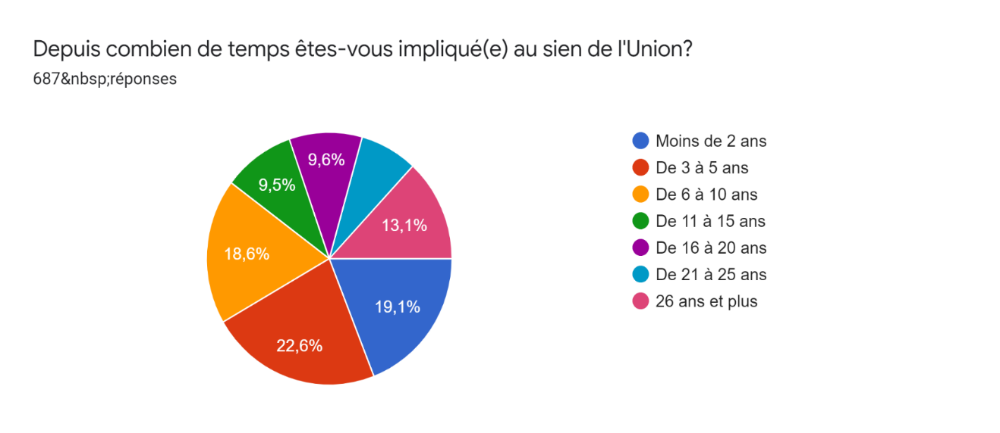 Depuis combien de temps êtes-vous impliqué(e) au sien de l'Union?
687&nbsp;réponses
9,6%
9,5%
13,1%
18,6%
19,1%
22,6%
Moins de 2 ans
De 3 à 5 ans
De 6 à 10 ans
De 11 à 15 ans
De 16 à 20 ans
De 21 à 25 ans
26 ans et plus